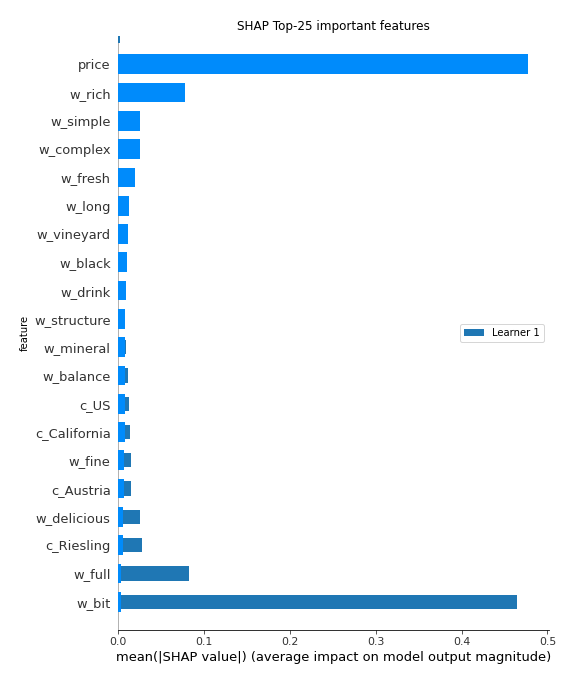 SHAP Top-25 important features
price
w_rich
w_simple
w_complex
w_fresh
w_long
w_vineyard
w_black
w_drink
w_structure
w_mineral
w_balance
c_US
c_California
w_fine
c_Austria
w_delicious
c_Riesling
w_full
w_bit
feature
Learner 1
0.0 0.1 0.2 0.3 0.4 0.5
mean(|SHAP value|) (average impact on model output magnitude)